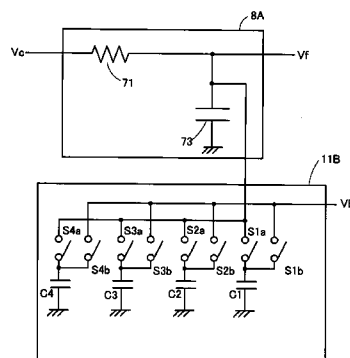 8A
Vc
Vf
71
73
11B
VI
S4a
S3a
S2a
S1a
S4b
S3b
S2b
S1b
C4
C3
C2
C1